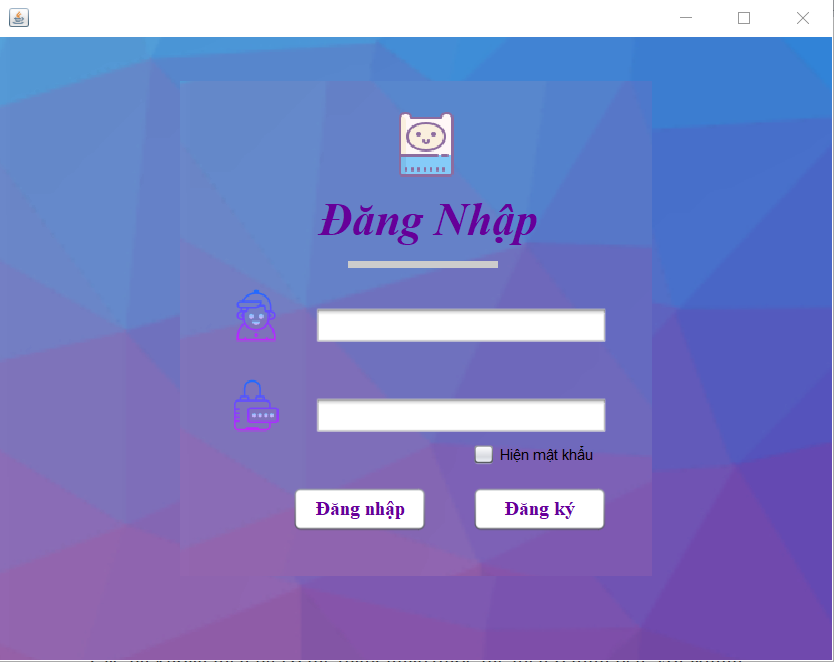 Đăng Nhập
Hiện mật khẩu
Đăng nhập
Đăng ký